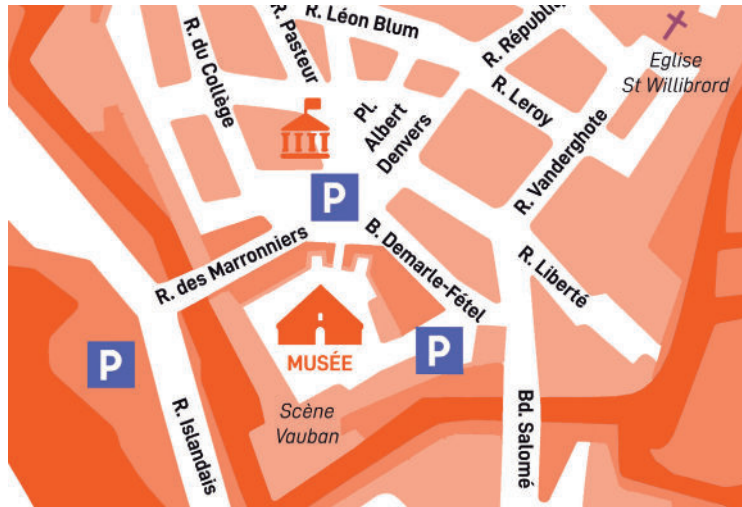 R. du Collège
R. Pasteur
R. Léon Blum
R. Républi
Eglise
St Willibrord
Pl.
Albert
Denvers
R. Leroy
R. Vanderghote
P
R. des Marronniers
B. Demarle-Fétel
R. Liberté
MUSÉE
P
P
Scène
Vauban
R. Islandais
Bd. Salomé